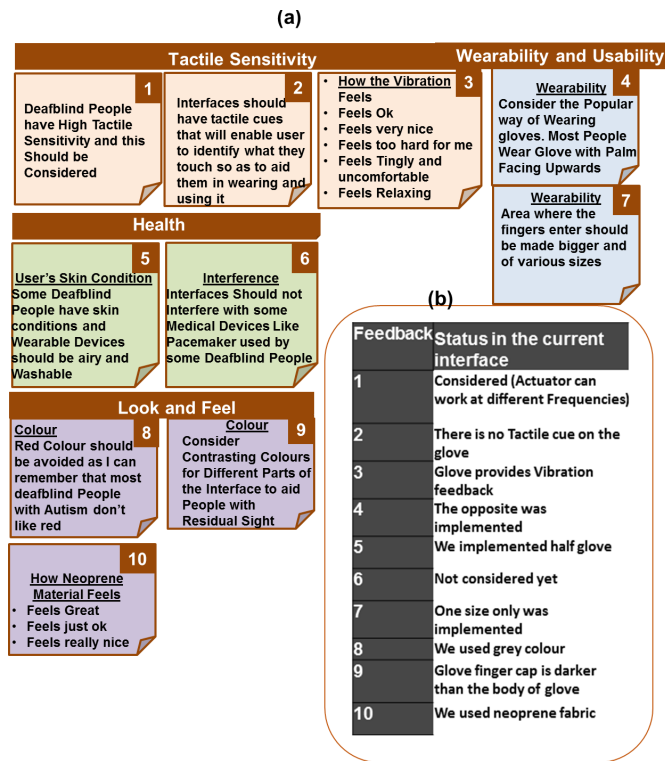 (a)
Tactile Sensitivity
1
Deafblind People
have High Tactile
Sensitivity and this
Should be
Considered
2
Interfaces should
have tactile cues
that will enable user
to identify what they
touch so as to aid
them in wearing and
using it
3
• How the Vibration
Feels
• Feels Ok
• Feels very nice
• Feels too hard for me
• Feels Tingly and
uncomfortable
• Feels Relaxing
Wearability and Usability
4
Wearability
Consider the Popular
way of Wearing
gloves. Most People
Wear Glove with Palm
Facing Upwards
7
Wearability
Area where the
fingers enter should
be made bigger and
of various sizes
Health
5
User's Skin Condition
Some Deafblind
People have skin
conditions and
Wearable Devices
should be airy and
Washable
6
Interference
Interfaces Should not
Interfere with some
Medical Devices Like
Pacemaker used by
some Deafblind People
Look and Feel
8
Colour
Red Colour should
be avoided as I can
remember that most
deafblind People
with Autism don't
like red
9
Colour
Consider
Contrasting Colours
for Different Parts of
the Interface to aid
People with
Residual Sight
10
How Neoprene
Material Feels
• Feels Great
• Feels just ok
• Feels really nice
(b)
Feedback Status in the current
interface
1 Considered (Actuator can
work at different Frequencies)
2 There is no Tactile cue on the
glove
3 Glove provides Vibration
feedback
4 The opposite was
implemented
5 We implemented half glove
6 Not considered yet
7 One size only was
implemented
8 We used grey colour
9 Glove finger cap is darker
than the body of glove
10 We used neoprene fabric